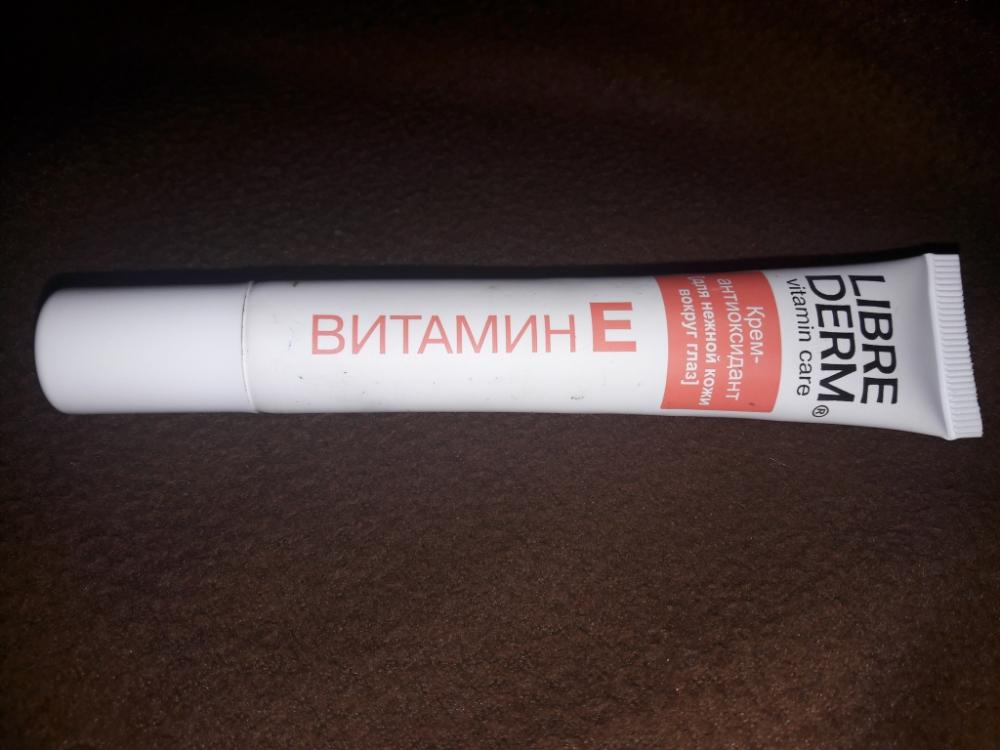 LIBRE
DERM®
vitamin care
Крем-
антиоксидант
[для нежной кожи
вокруг глаз]
ВИТАМИН E